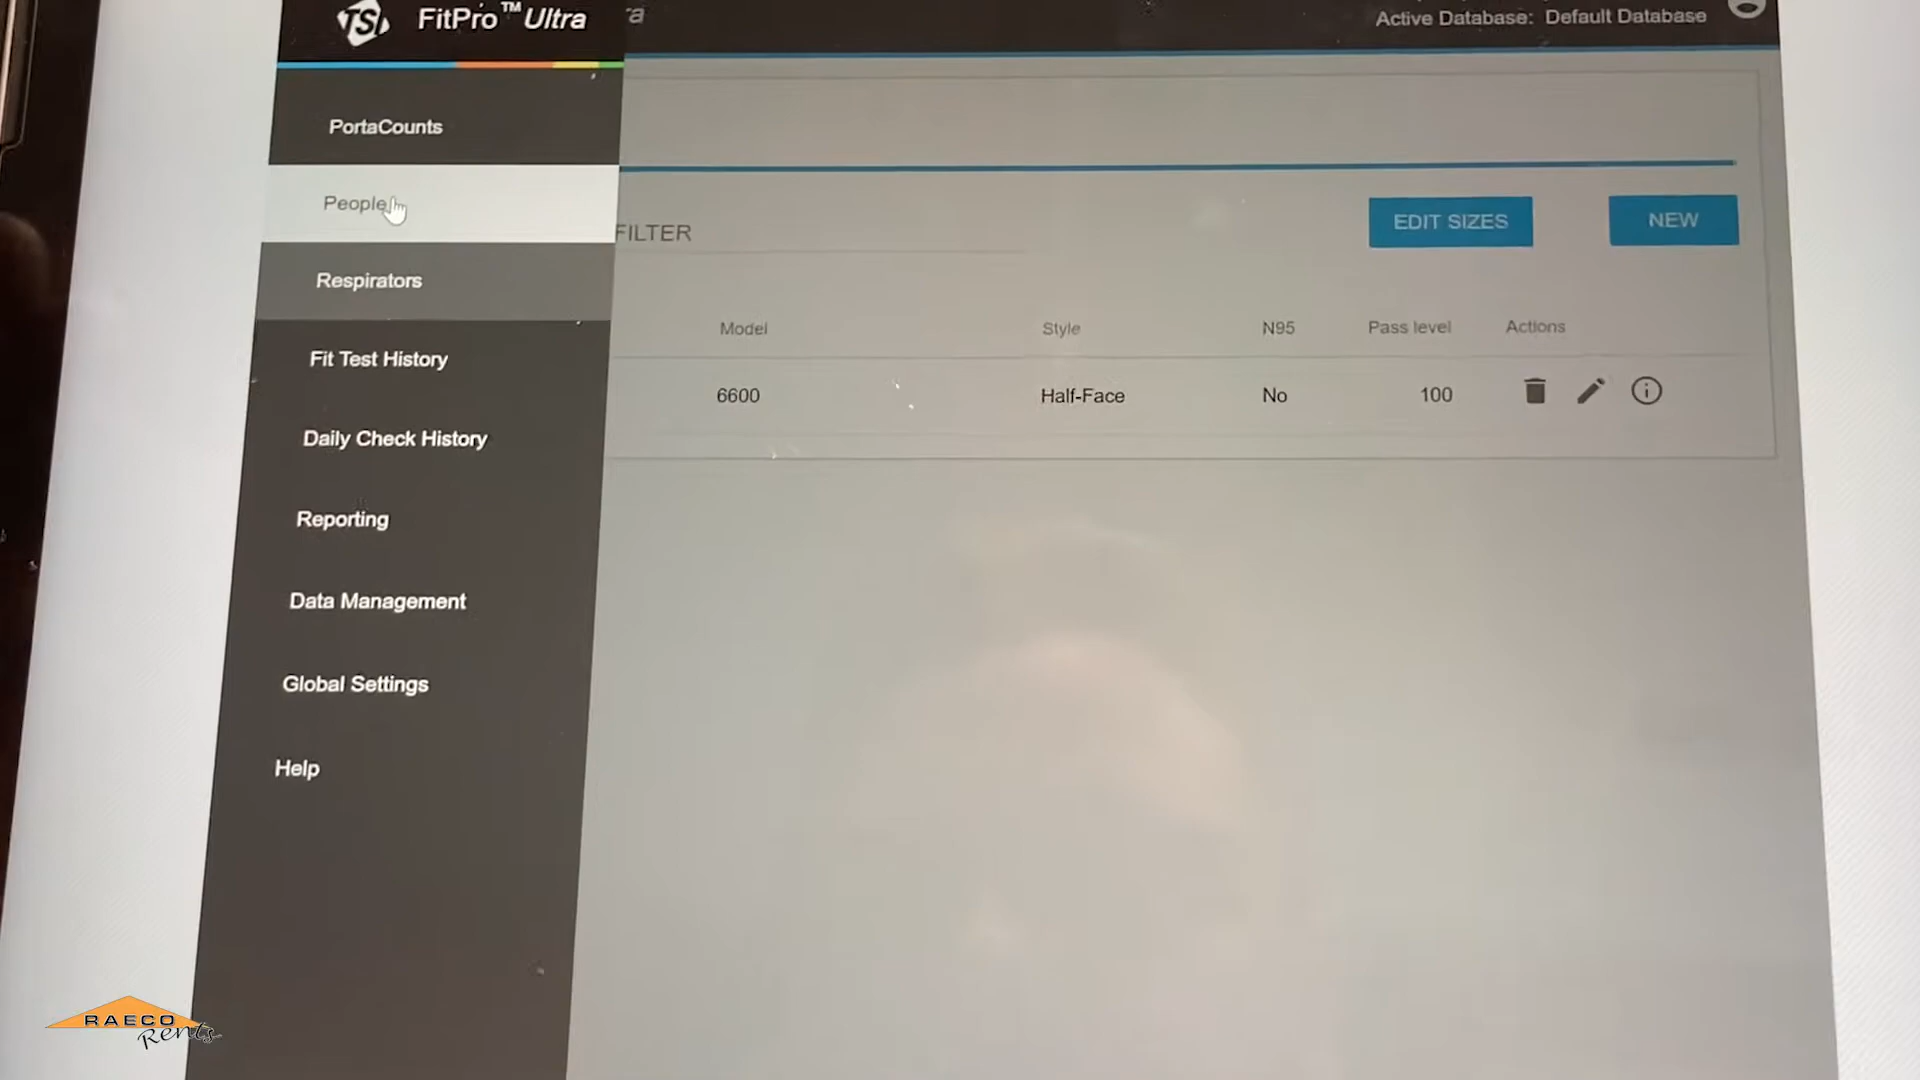 TSI FitPro™ Ultra ra Active Database: Default Database
PortaCounts
People
FILTER EDIT SIZES NEW
Respirators
Model Style N95 Pass level Actions
Fit Test History
6600 Half-Face No 100
Daily Check History
Reporting
Data Management
Global Settings
Help
RAECO
Rents